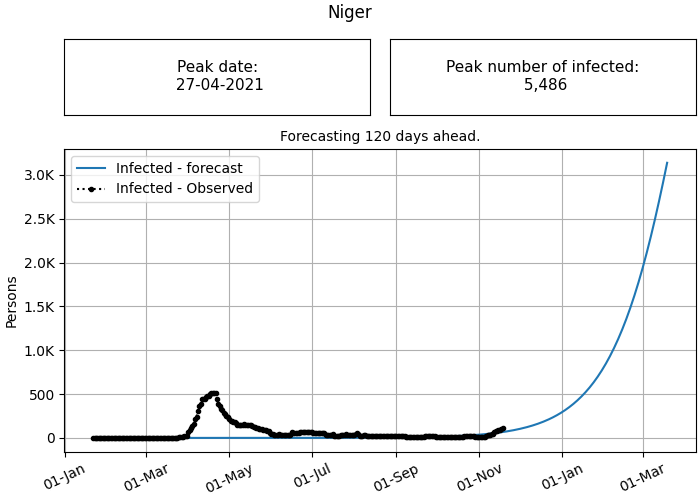 Niger
Peak date:
27-04-2021
Peak number of infected:
5,486
Forecasting 120 days ahead.
Infected - forecast
Infected - Observed
Persons
3.0K
2.5K
2.0K
1.5K
1.0K
500
0
01-Jan
01-Mar
01-May
01-Jul
01-Sep
01-Nov
01-Jan
01-Mar